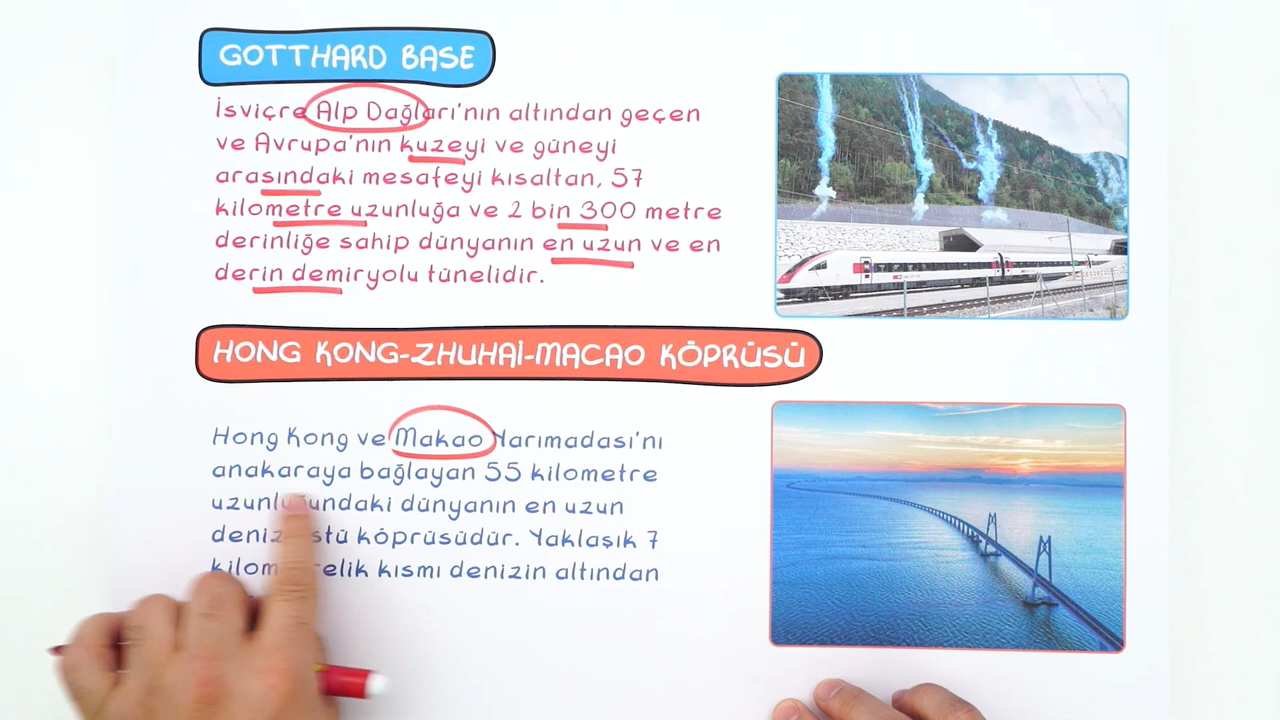 GOTTHARD BASE
İsviçre Alp Dağları'nın altından geçen
ve Avrupa'nın kuzeyi ve güneyi
arasındaki mesafeyi kısaltan, 57
kilometre uzunluğa ve 2 bin 300 metre
derinliğe sahip dünyanın en uzun ve en
derin demiryolu tünelidir.
HONG KONG-ZHUHAİ-MACAO KÖPRÜSÜ
Hong Kong ve Makao Yarımadası'nı
anakaraya bağlayan 55 kilometre
uzunluğundaki dünyanın en uzun
köprüsüdür. Yaklaşık 7
kısmı denizin altından